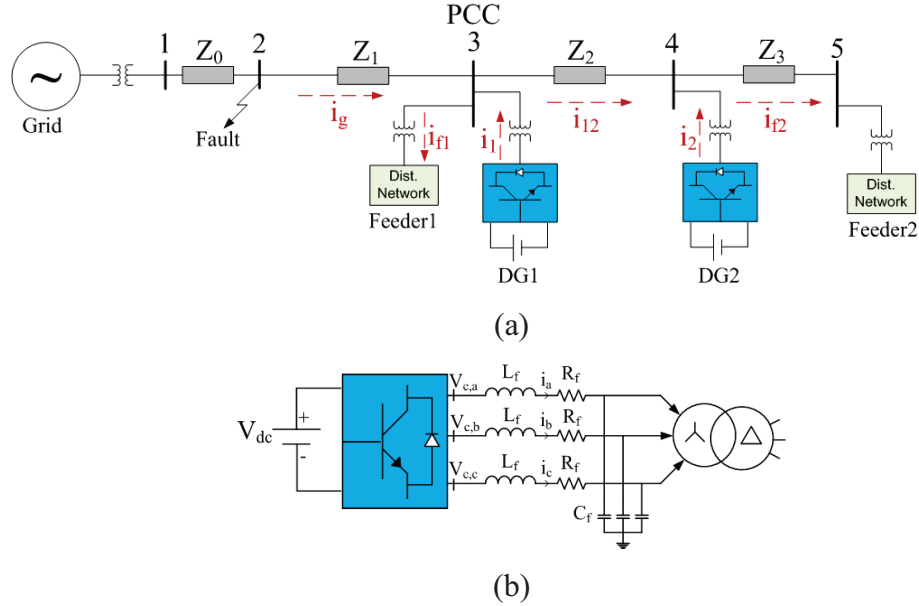 PCC
1 Z0 2 Z1 3 Z2 4 Z3 5
Grid
Fault
ig
if1
i1
i12
i2
if2
Dist.
Network
Feeder1
DG1
DG2
Dist.
Network
Feeder2
(a)
Vdc
+
-
Vc,a Lf ia Rf
Vc,b Lf ib Rf
Vc,c Lf ic Rf
Cf
(b)